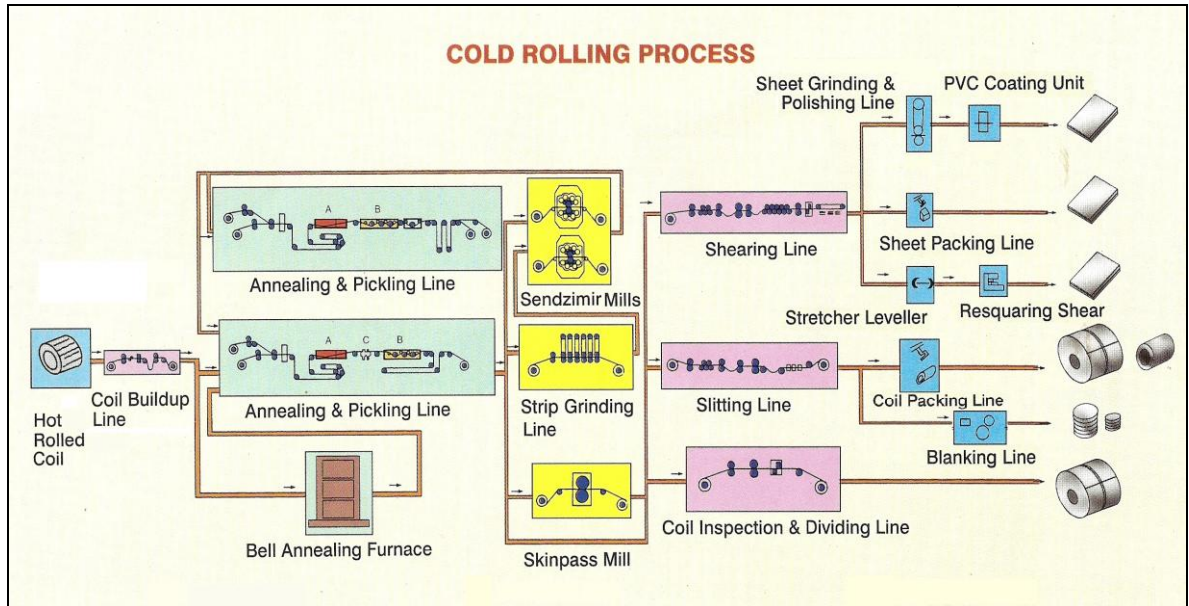 COLD ROLLING PROCESS
Sheet Grinding &
Polishing Line
PVC Coating Unit
A
B
Annealing & Pickling Line
Sendzimir Mills
Shearing Line
Sheet Packing Line
Stretcher Leveller
Resquaring Shear
Hot
Rolled
Coil
Coil Buildup
Line
A
C
B
Annealing & Pickling Line
Strip Grinding
Line
Slitting Line
Coil Packing Line
Blanking Line
Bell Annealing Furnace
Skinpass Mill
Coil Inspection & Dividing Line